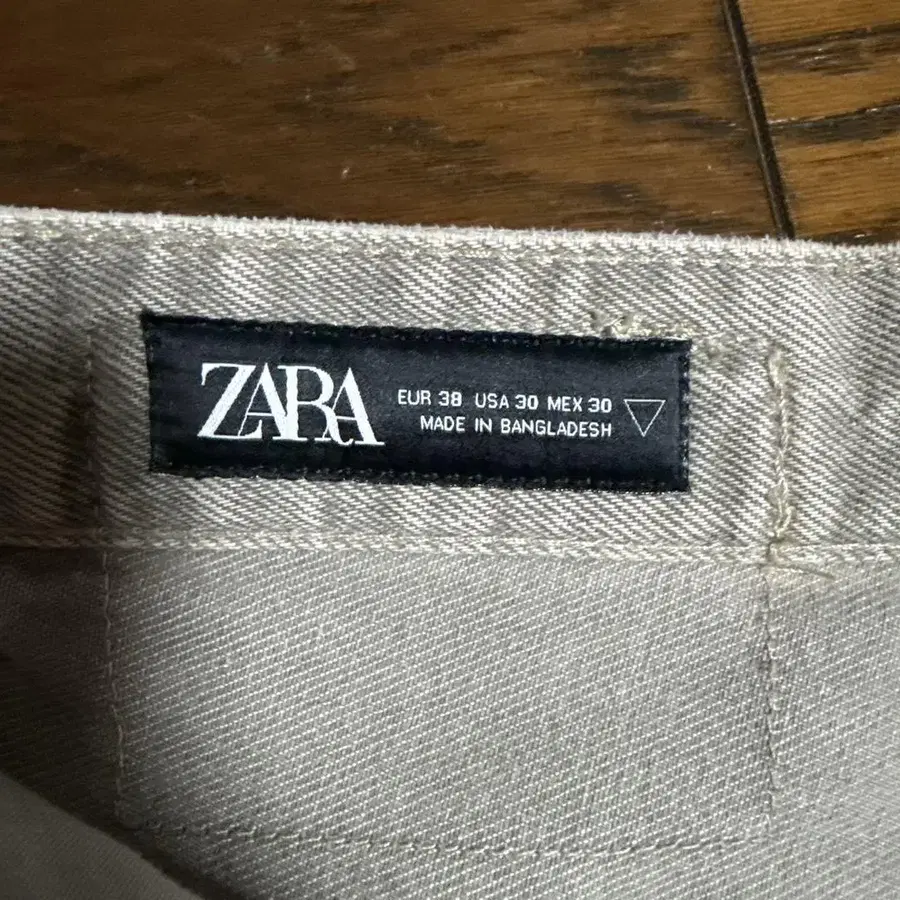 ZARA
EUR 38 USA 30 MEX 30
MADE IN BANGLADESH